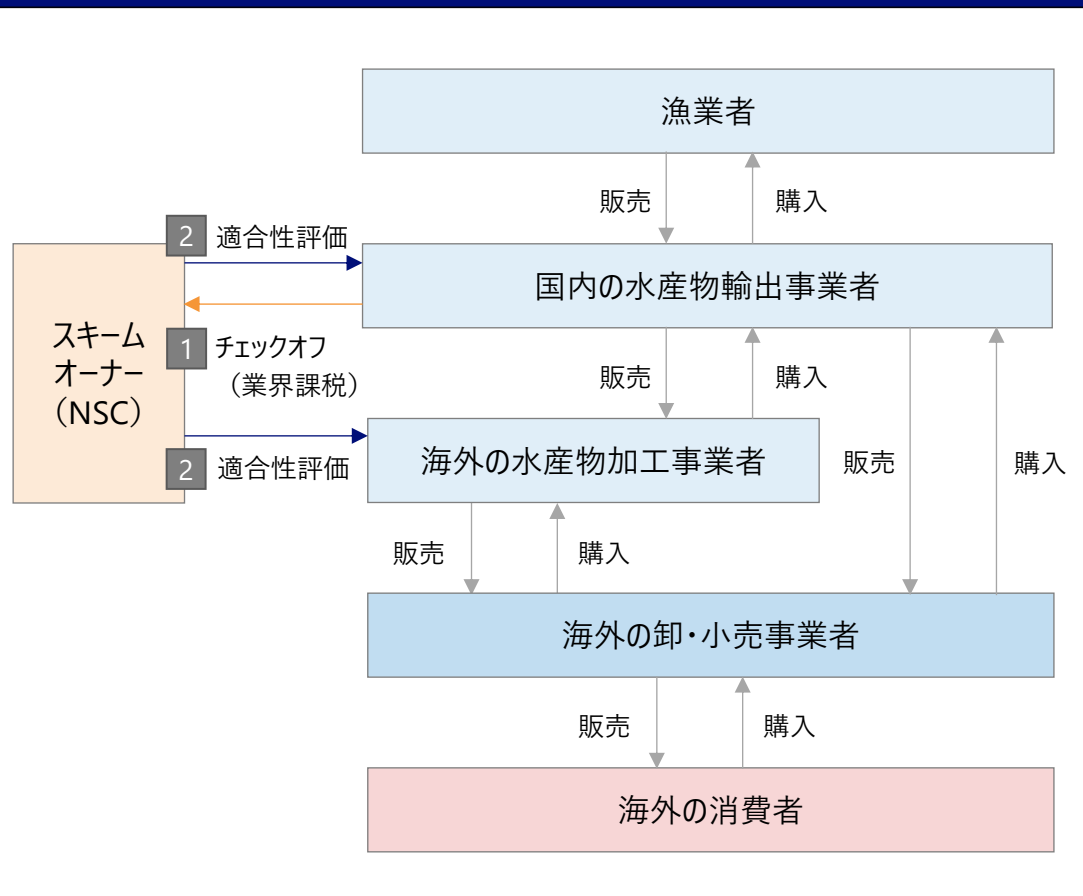 漁業者
販売
購入
2 適合性評価
国内の水産物輸出事業者
スキーム
オーナー
（NSC）
1 チェックオフ
（業界課税）
販売
購入
2 適合性評価
海外の水産物加工事業者
販売
購入
販売
購入
海外の卸・小売事業者
販売
購入
海外の消費者